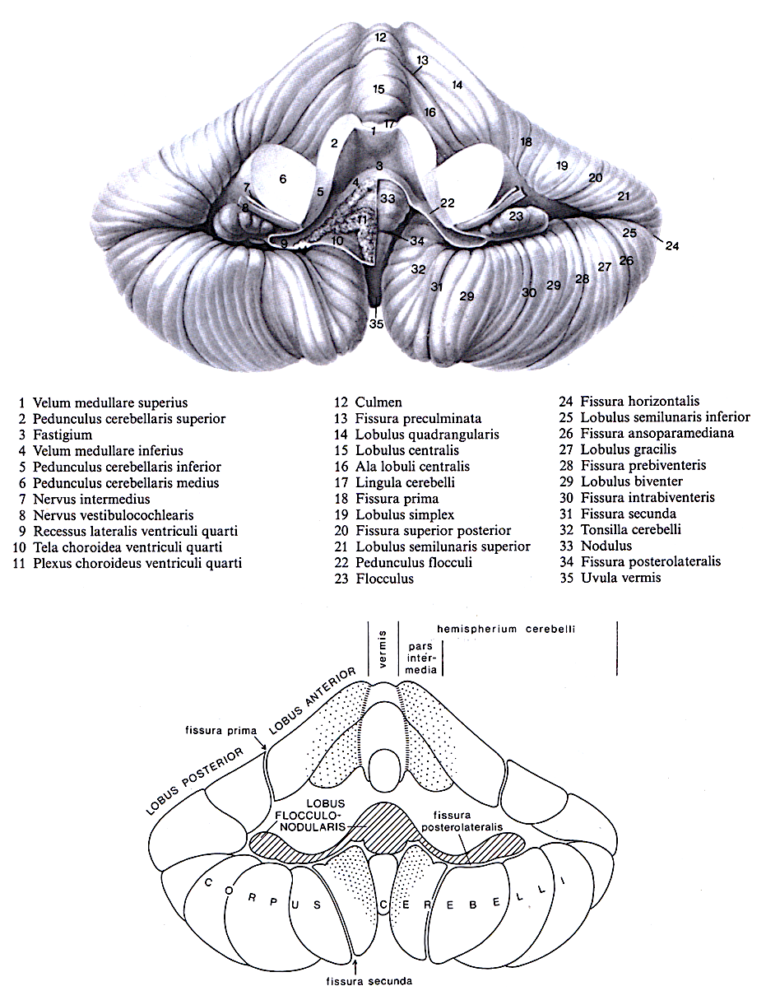 12
13
14
15
16
17
1
2
18
3
19
20
6
4
7
5
33
22
21
8
11
23
9
10
34
25
24
32
26
27
31
29
30
29
28
35
1 Velum medullare superius
2 Pedunculus cerebellaris superior
3 Fastigium
4 Velum medullare inferius
5 Pedunculus cerebellaris inferior
6 Pedunculus cerebellaris medius
7 Nervus intermedius
8 Nervus vestibulocochlearis
9 Recessus lateralis ventriculi quarti
10 Tela choroidea ventriculi quarti
11 Plexus choroideus ventriculi quarti
12 Culmen
13 Fissura preculminata
14 Lobulus quadrangularis
15 Lobulus centralis
16 Ala lobuli centralis
17 Lingula cerebelli
18 Fissura prima
19 Lobulus simplex
20 Fissura superior posterior
21 Lobulus semilunaris superior
22 Pedunculus flocculi
23 Flocculus
24 Fissura horizontalis
25 Lobulus semilunaris inferior
26 Fissura ansoparamediana
27 Lobulus gracilis
28 Fissura prebiventeris
29 Lobulus biventer
30 Fissura intrabiventeris
31 Fissura secunda
32 Tonsilla cerebelli
33 Nodulus
34 Fissura posterolateralis
35 Uvula vermis
vermis
hemispherium cerebelli
pars
inter-
media
LOBUS ANTERIOR
fissura prima
LOBUS POSTERIOR
LOBUS
FLOCCULO-
NODULARIS
fissura
posterolateralis
CORPUS CEREBELLI
fissura secunda